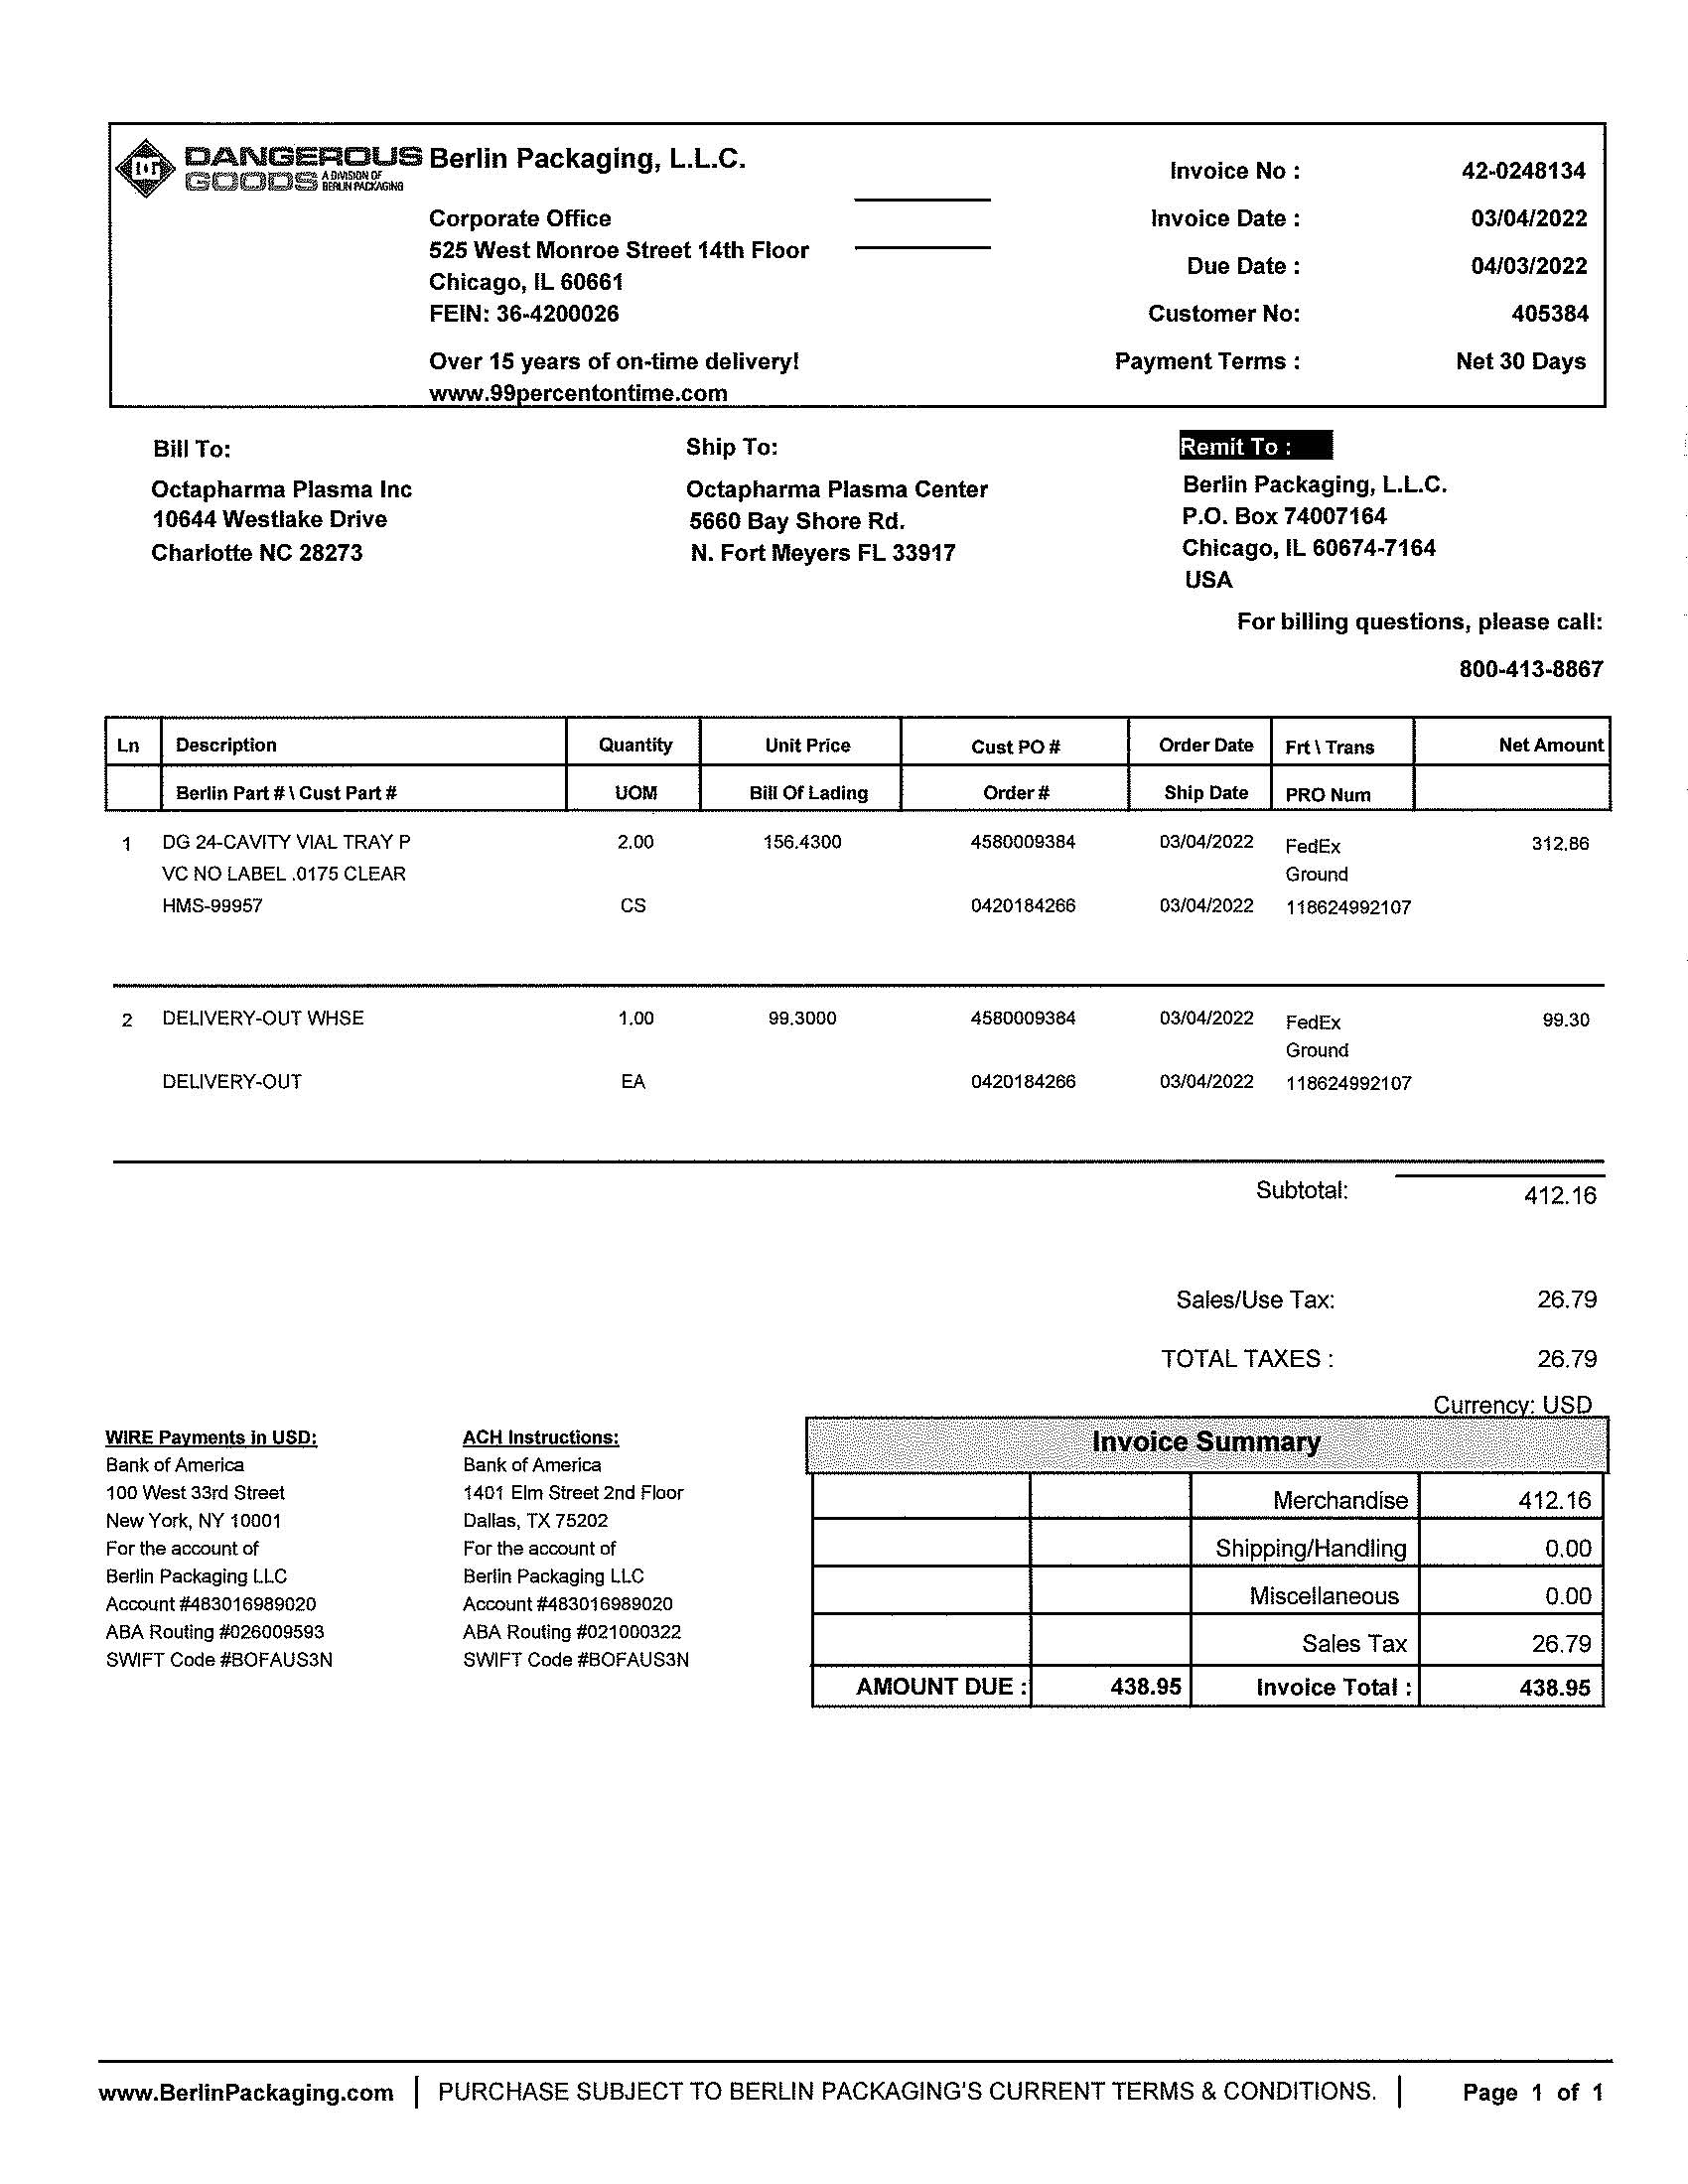 DANGEROUS GOODS A DIVISION OF BERLIN PACKAGING
Berlin Packaging, L.L.C.
Corporate Office
525 West Monroe Street 14th Floor
Chicago, IL 60661
FEIN: 36-4200026
Over 15 years of on-time delivery!
www.99percentontime.com
Invoice No : 42-0248134
Invoice Date : 03/04/2022
Due Date : 04/03/2022
Customer No: 405384
Payment Terms : Net 30 Days
Bill To:
Octapharma Plasma Inc
10644 Westlake Drive
Charlotte NC 28273
Ship To:
Octapharma Plasma Center
5660 Bay Shore Rd.
N. Fort Meyers FL 33917
Remit To :
Berlin Packaging, L.L.C.
P.O. Box 74007164
Chicago, IL 60674-7164
USA
For billing questions, please call:
800-413-8867
Ln Description Quantity Unit Price Cust PO # Order Date Frt \ Trans Net Amount
Berlin Part # \ Cust Part # UOM Bill Of Lading Order # Ship Date PRO Num
1 DG 24-CAVITY VIAL TRAY P 2.00 156.4300 4580009384 03/04/2022 FedEx 312.86
VC NO LABEL .0175 CLEAR Ground
HMS-99957 CS 0420184266 03/04/2022 118624992107
2 DELIVERY-OUT WHSE 1.00 99.3000 4580009384 03/04/2022 FedEx 99.30
Ground
DELIVERY-OUT EA 0420184266 03/04/2022 118624992107
Subtotal: 412.16
Sales/Use Tax: 26.79
TOTAL TAXES : 26.79
Currency: USD
WIRE Payments in USD:
Bank of America
100 West 33rd Street
New York, NY 10001
For the account of
Berlin Packaging LLC
Account #483016989020
ABA Routing #026009593
SWIFT Code #BOFAUS3N
ACH Instructions:
Bank of America
1401 Elm Street 2nd Floor
Dallas, TX 75202
For the account of
Berlin Packaging LLC
Account #483016989020
ABA Routing #021000322
SWIFT Code #BOFAUS3N
Invoice Summary
Merchandise 412.16
Shipping/Handling 0.00
Miscellaneous 0.00
Sales Tax 26.79
AMOUNT DUE : 438.95 Invoice Total : 438.95
www.BerlinPackaging.com | PURCHASE SUBJECT TO BERLIN PACKAGING'S CURRENT TERMS & CONDITIONS. | Page 1 of 1